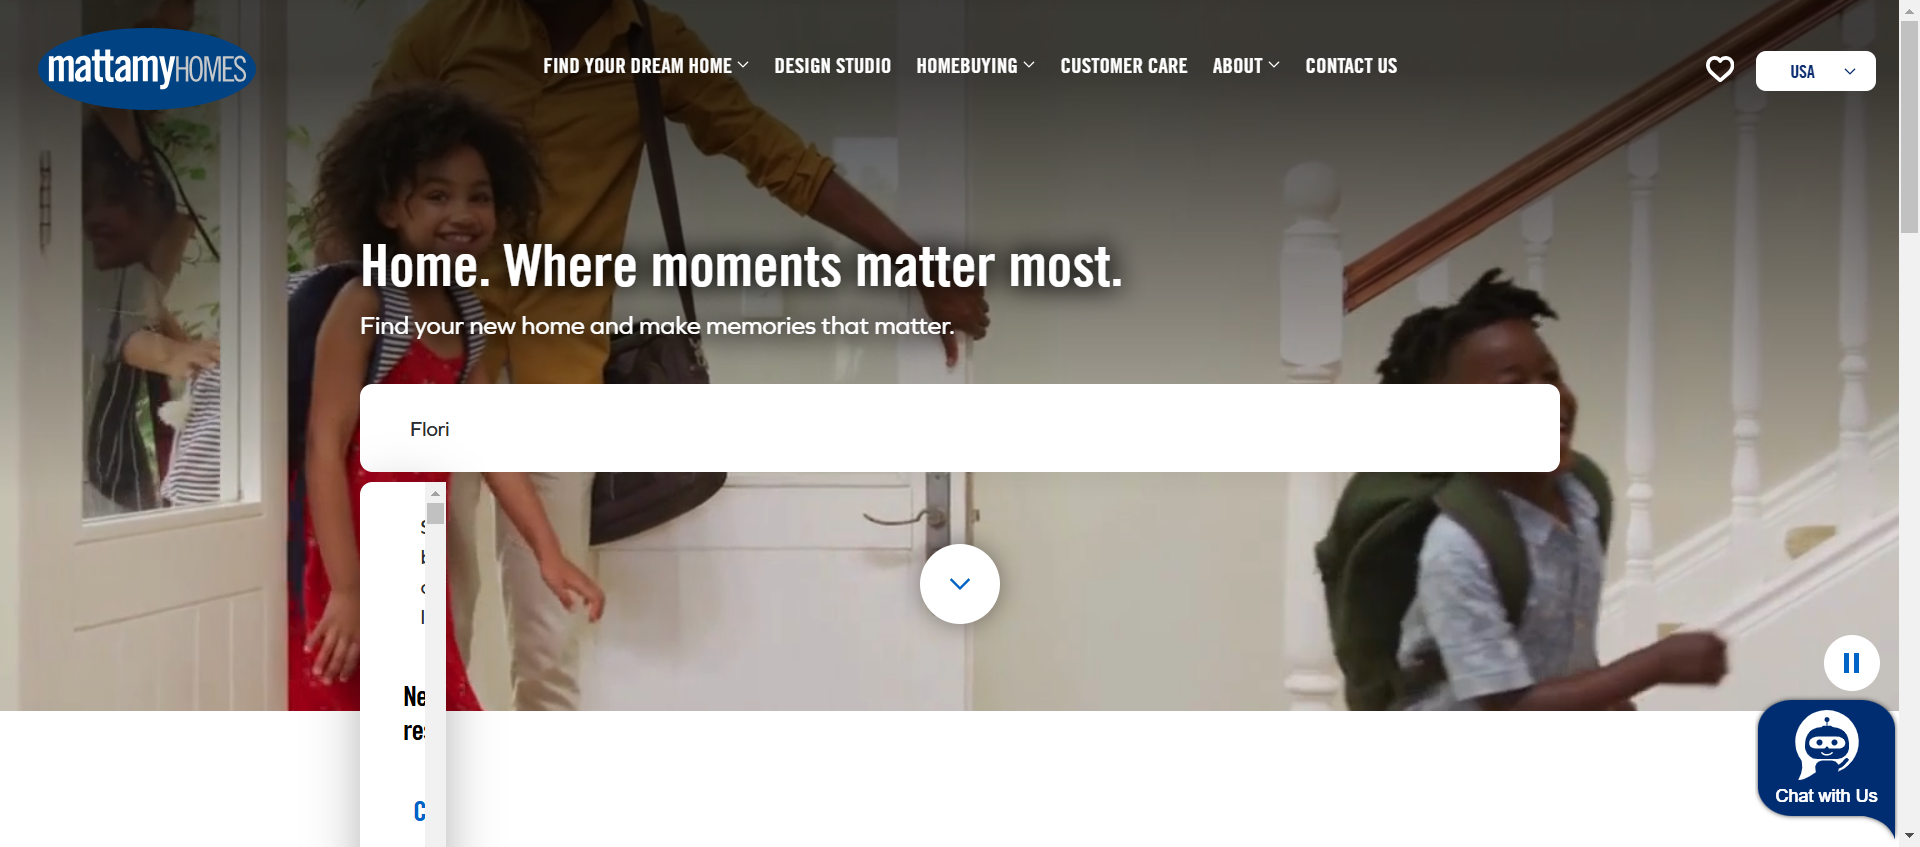 mattamyHOMES
FIND YOUR DREAM HOME
DESIGN STUDIO
HOMEBUYING
CUSTOMER CARE
ABOUT
CONTACT US
USA
Home. Where moments matter most.
Find your new home and make memories that matter.
Flori
Ne
res
C
Chat with Us